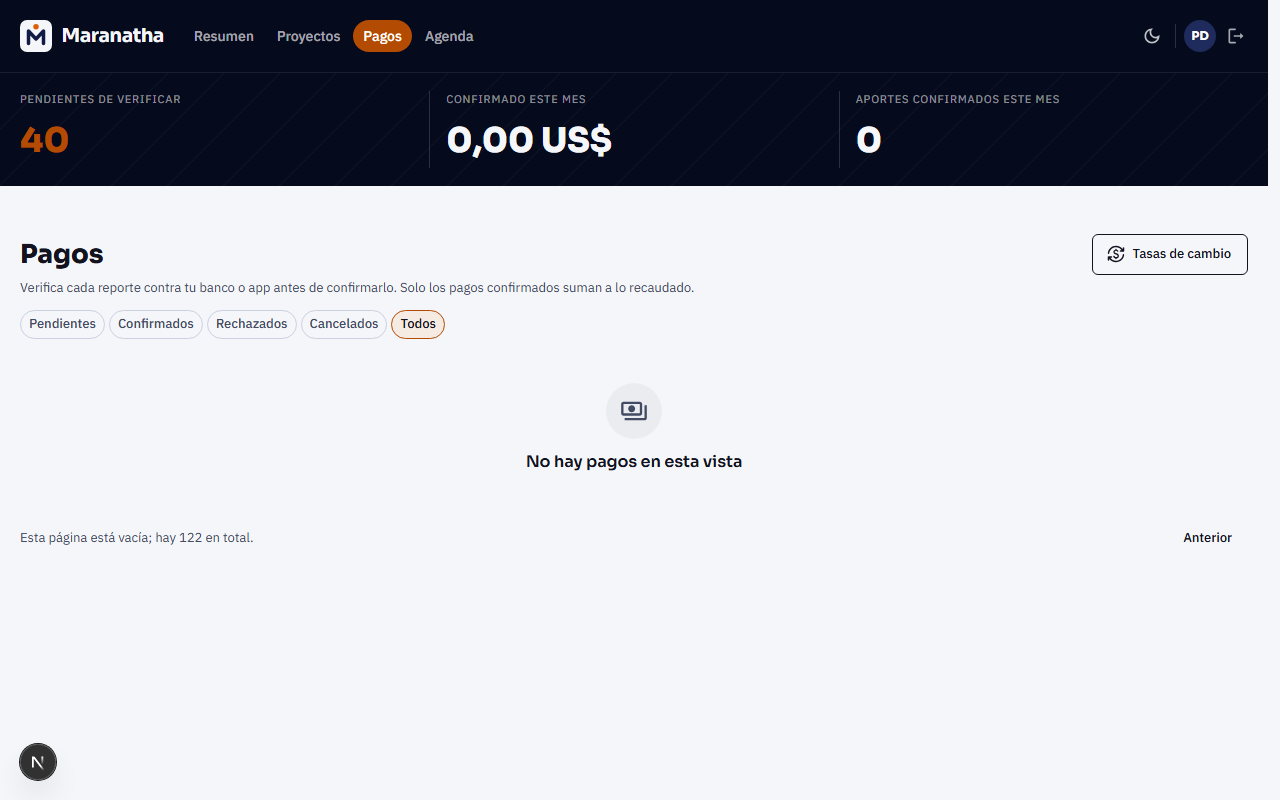 Maranatha
Resumen
Proyectos
Pagos
Agenda
PD
PENDIENTES DE VERIFICAR
40
CONFIRMADO ESTE MES
0,00 US$
APORTES CONFIRMADOS ESTE MES
0
Pagos
Tasas de cambio
Verifica cada reporte contra tu banco o app antes de confirmarlo. Solo los pagos confirmados suman a lo recaudado.
Pendientes
Confirmados
Rechazados
Cancelados
Todos
No hay pagos en esta vista
Esta página está vacía; hay 122 en total.
Anterior
N